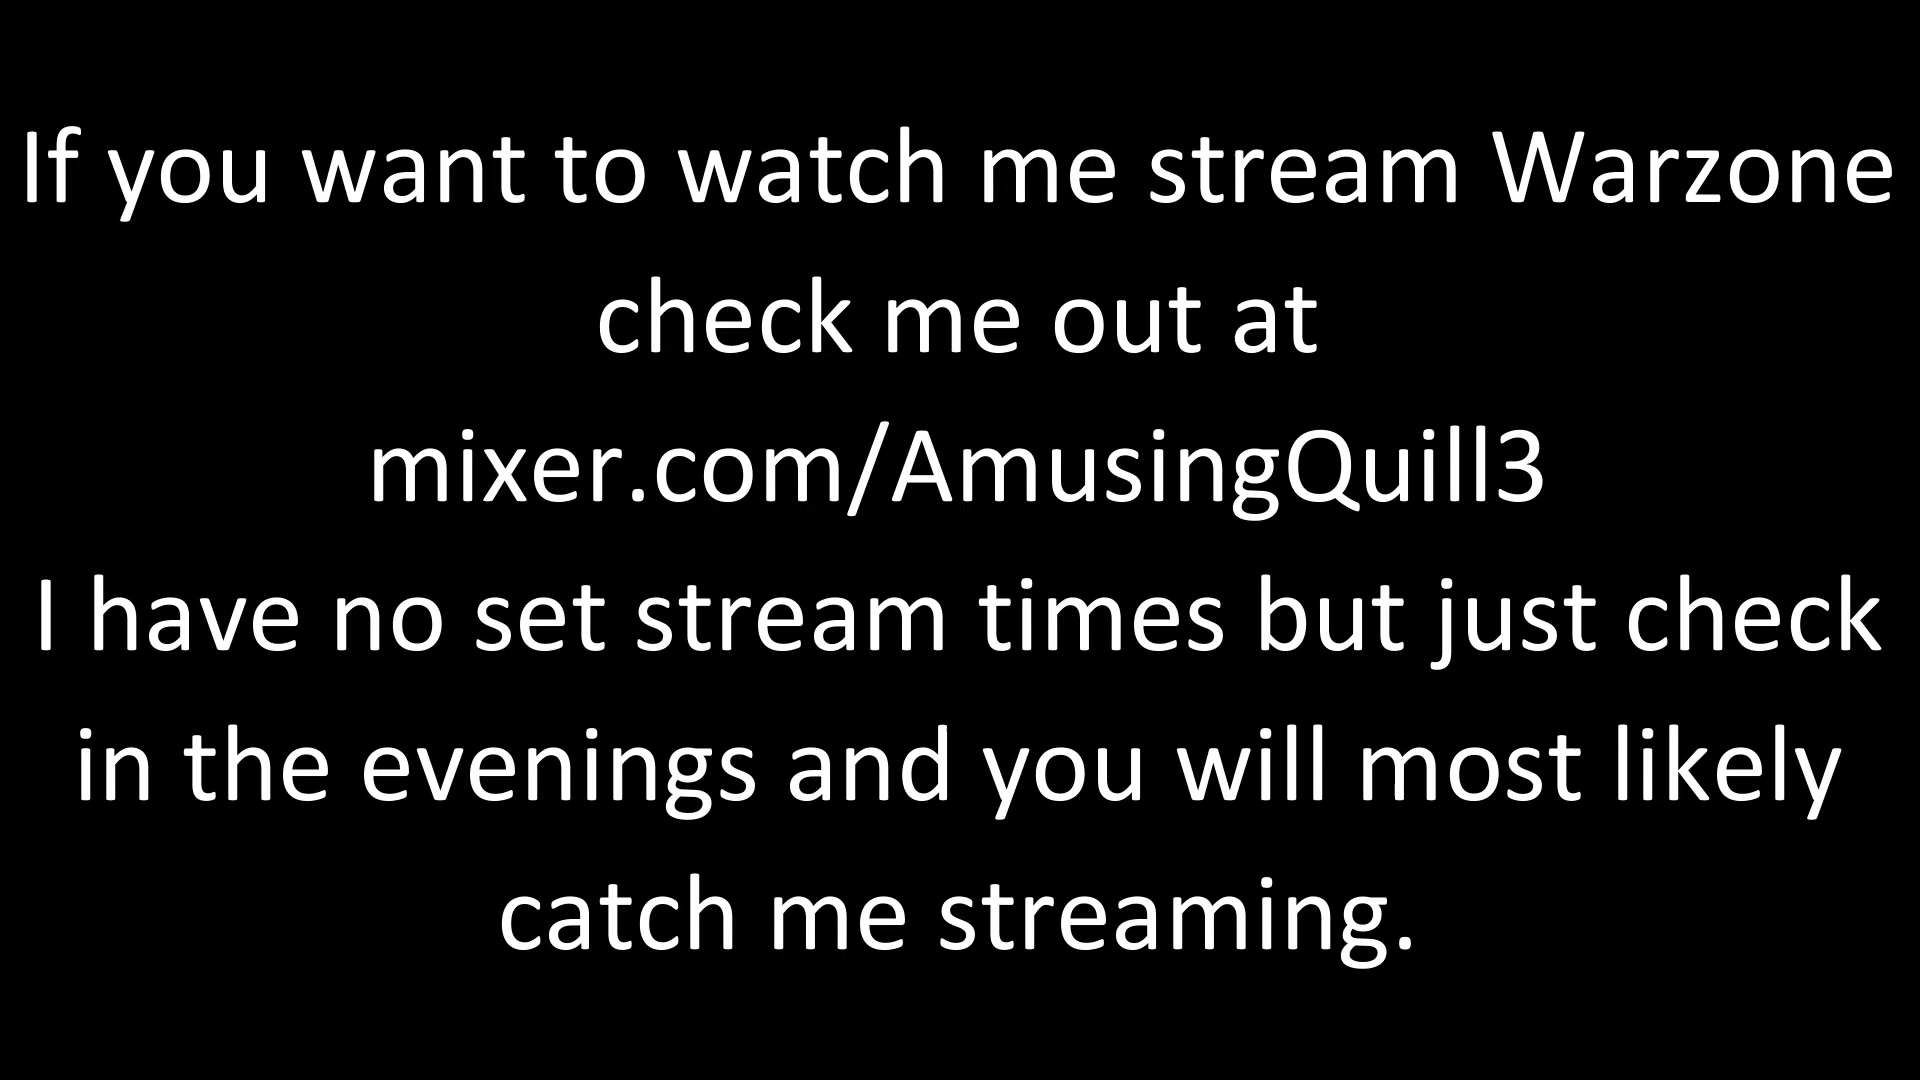 If you want to watch me stream Warzone
check me out at
mixer.com/AmusingQuill3
I have no set stream times but just check
in the evenings and you will most likely
catch me streaming.